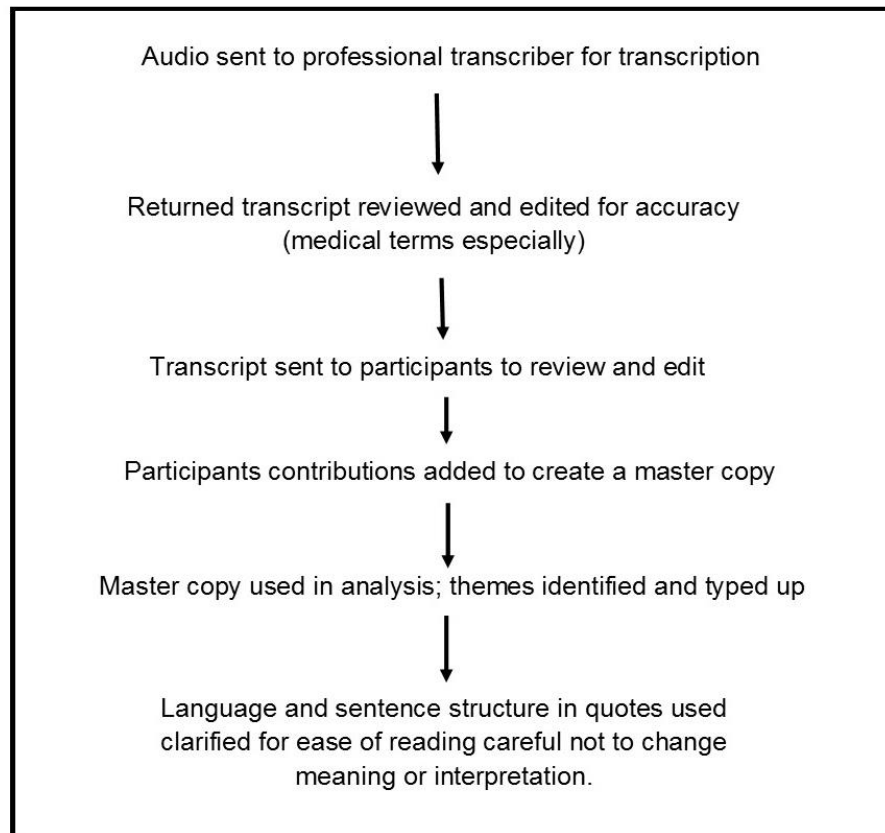 Audio sent to professional transcriber for transcription
Returned transcript reviewed and edited for accuracy
(medical terms especially)
Transcript sent to participants to review and edit
Participants contributions added to create a master copy
Master copy used in analysis; themes identified and typed up
Language and sentence structure in quotes used
clarified for ease of reading careful not to change
meaning or interpretation.